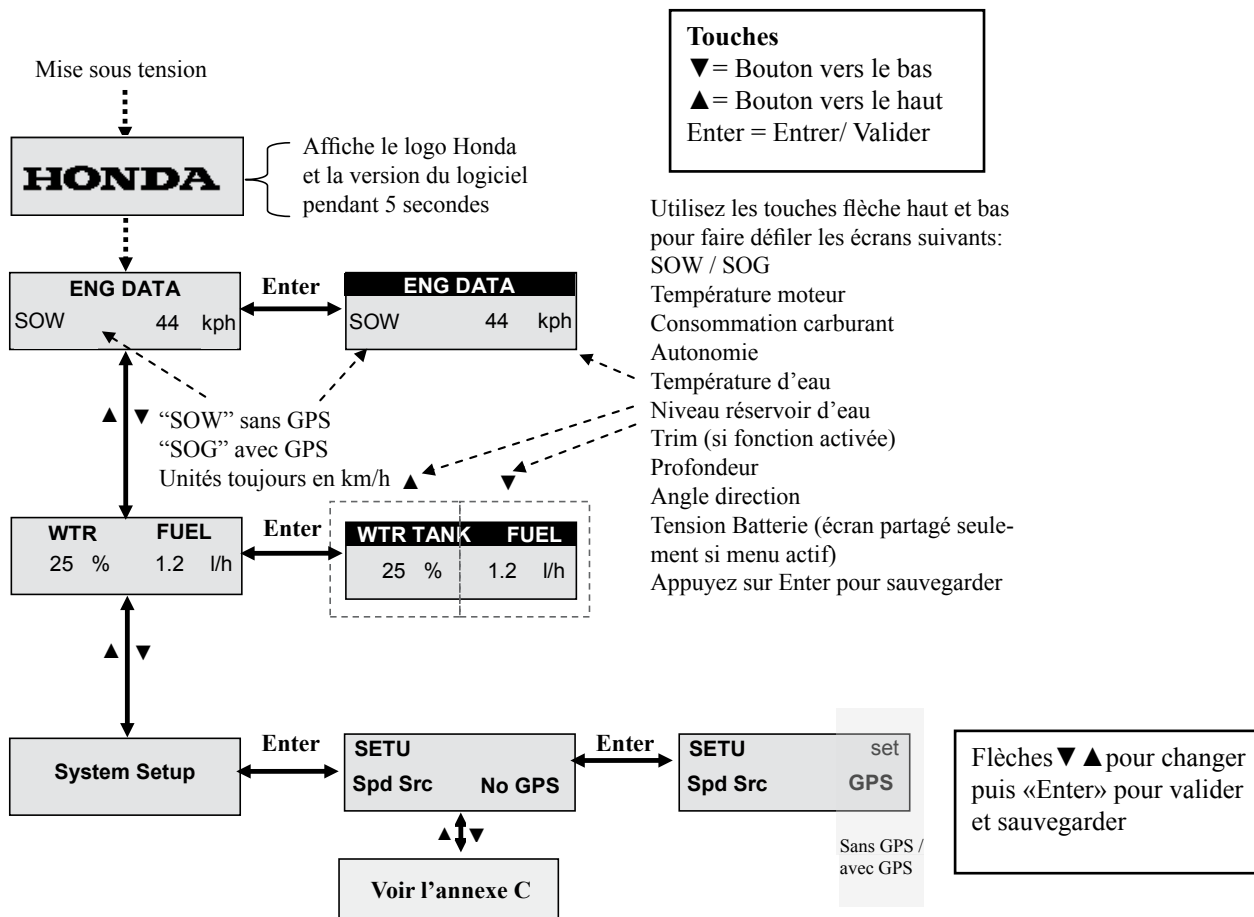 Touches
▼= Bouton vers le bas
▲= Bouton vers le haut
Enter = Entrer/ Valider
Mise sous tension
HONDA
Affiche le logo Honda
et la version du logiciel
pendant 5 secondes
Utilisez les touches flèche haut et bas
pour faire défiler les écrans suivants:
SOW / SOG
Température moteur
Consommation carburant
Autonomie
Température d'eau
Niveau réservoir d'eau
Trim (si fonction activée)
Profondeur
Angle direction
Tension Batterie (écran partagé seule-
ment si menu actif)
Appuyez sur Enter pour sauvegarder
ENG DATA
SOW 44 kph
Enter
ENG DATA
SOW 44 kph
▲ ▼
“SOW” sans GPS
“SOG” avec GPS
Unités toujours en km/h
▲ ▼
WTR FUEL
25 % 1.2 l/h
Enter
WTR TANK FUEL
25 % 1.2 l/h
▲ ▼
System Setup
Enter
SETU
Spd Src No GPS
Enter
SETU set
Spd Src GPS
Sans GPS /
avec GPS
Flèches ▼ ▲ pour changer
puis «Enter» pour valider
et sauvegarder
▲ ▼
Voir l'annexe C